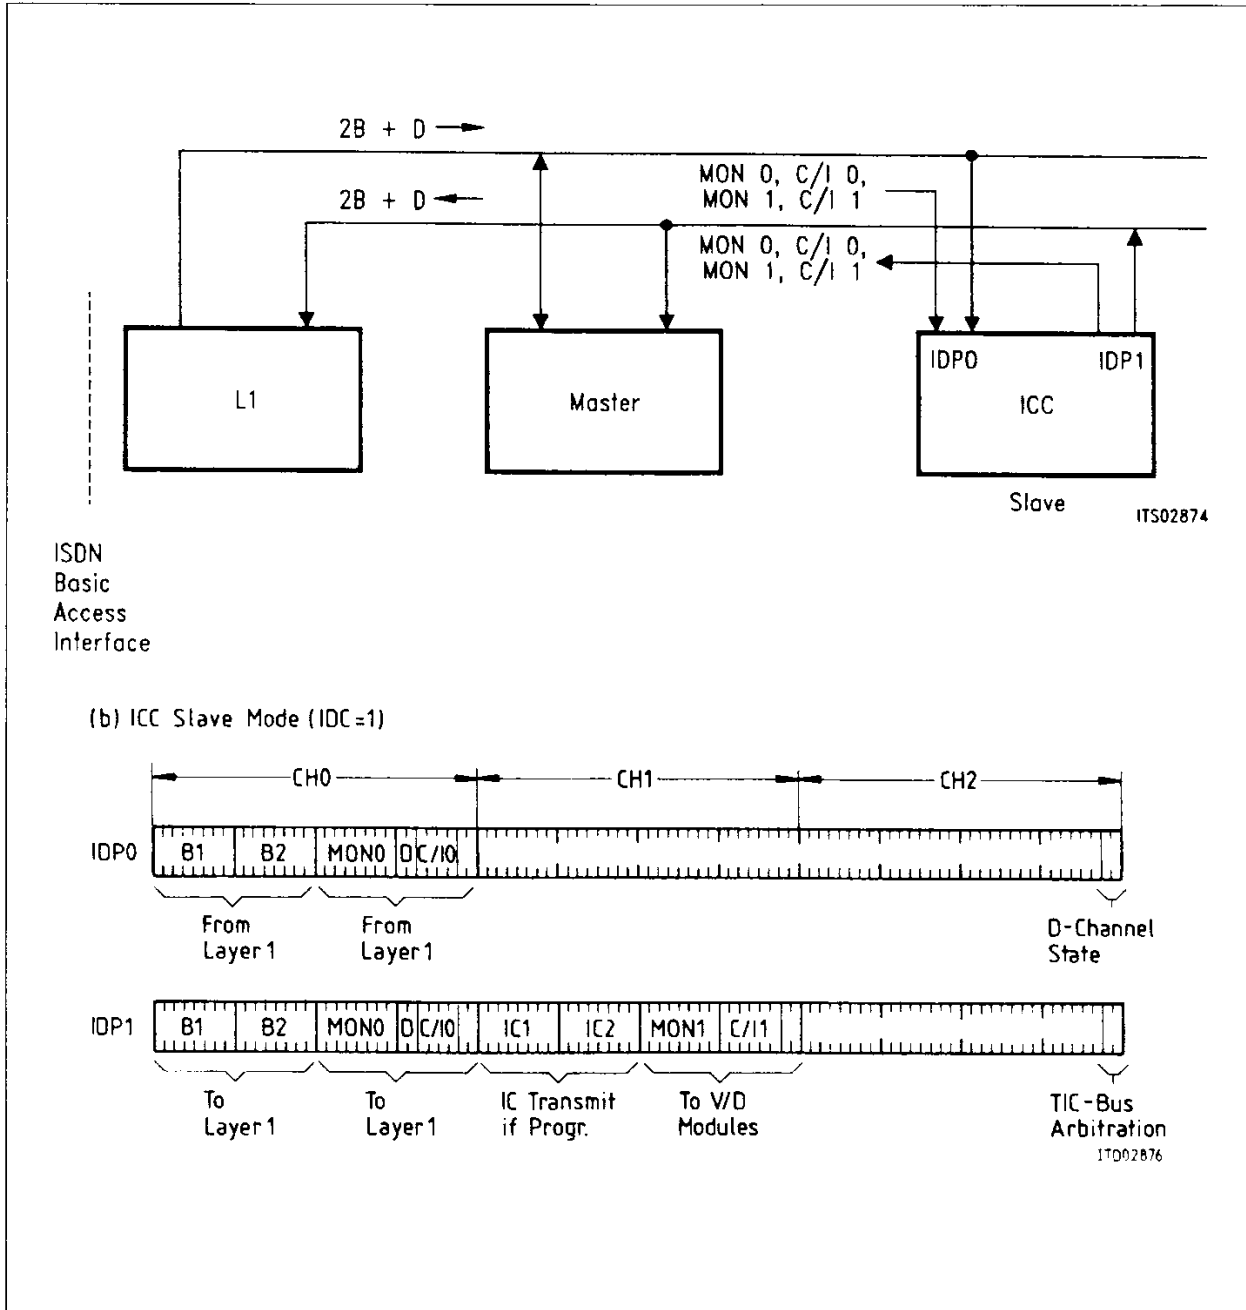 2B + D
MON 0, C/I 0,
MON 1, C/I 1
2B + D
MON 0, C/I 0,
MON 1, C/I 1
IDP0 IDP1
L1 Master ICC
Slave
ITS02874
ISDN
Basic
Access
Interface
(b) ICC Slave Mode (IDC=1)
CH0 CH1 CH2
IDP0 B1 B2 MON0 D C/I0
From
Layer 1
From
Layer 1
D-Channel
State
IDP1 B1 B2 MON0 D C/I0 IC1 IC2 MON1 C/I1
To
Layer 1
To
Layer 1
IC Transmit
if Progr.
To V/D
Modules
TIC-Bus
Arbitration
ITD02876